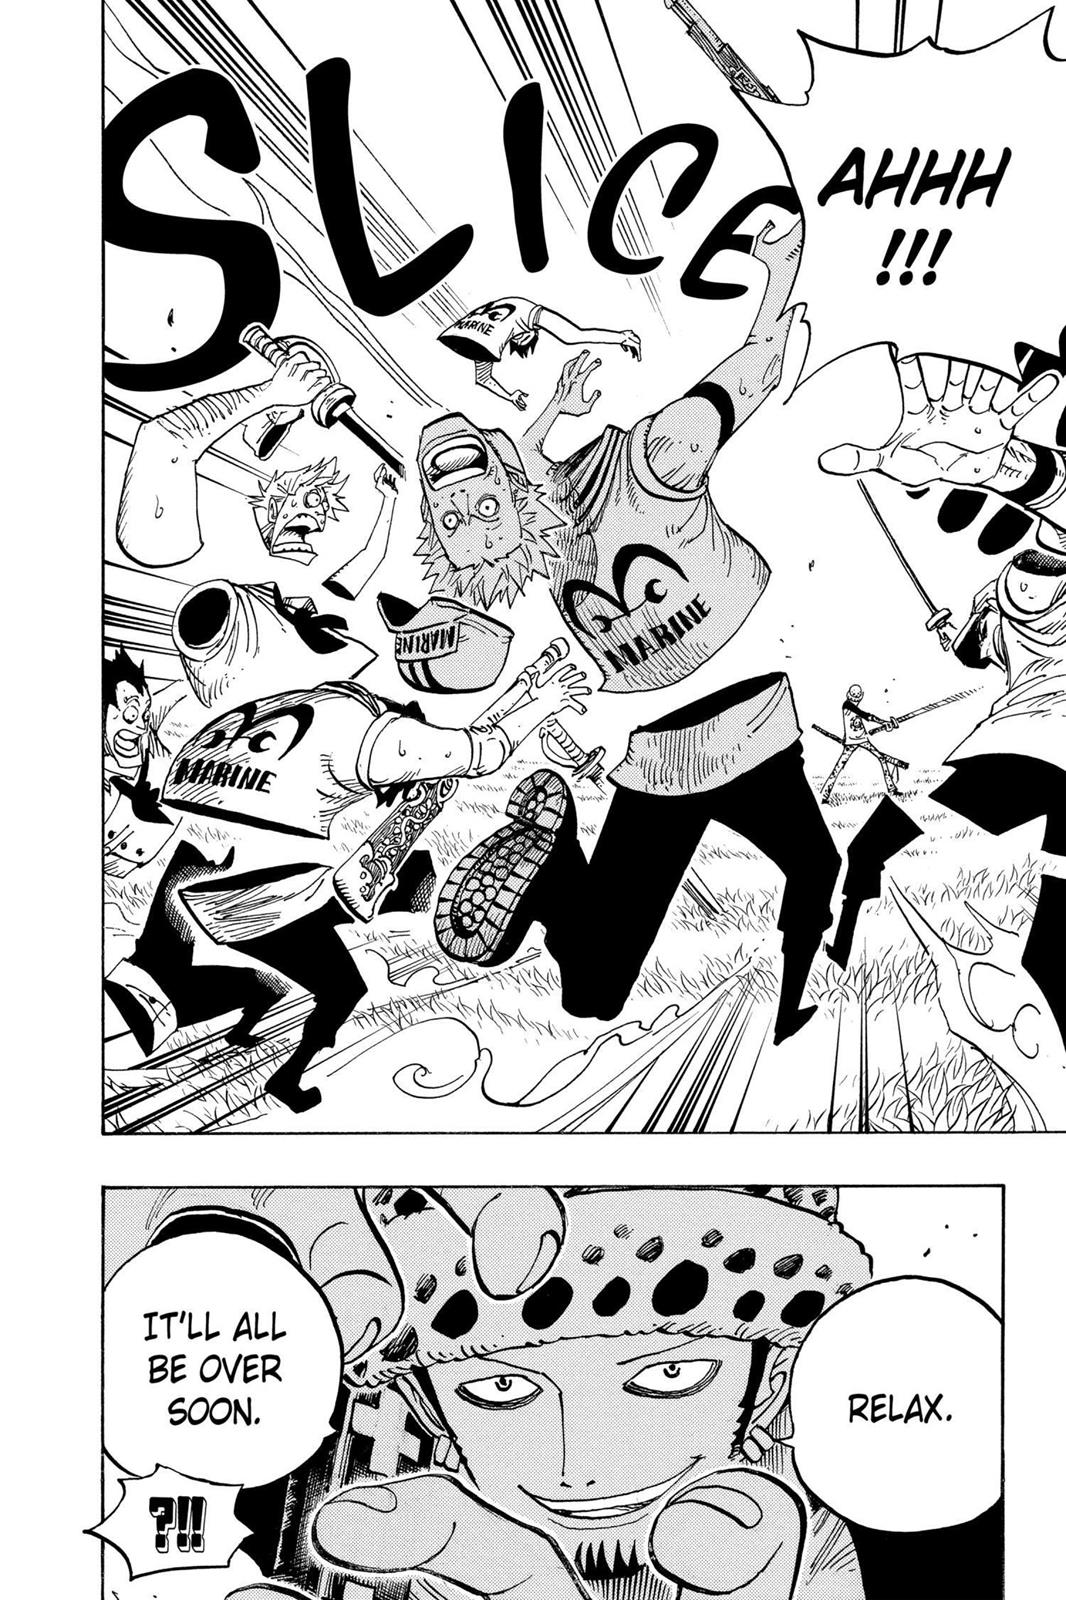 AHHH
!!!
SLICE
MARINE
MARINE
MARINE
MARINE
RELAX.
IT'LL ALL
BE OVER
SOON.
?!!